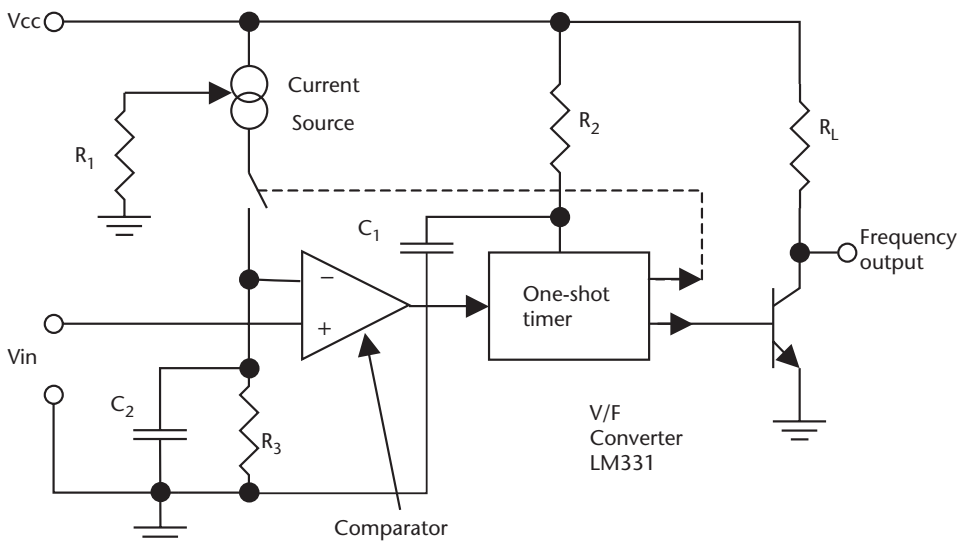 Vcc
Current
Source
R1
R2
RL
C1
Frequency
output
−
+
One-shot
timer
Vin
C2
R3
V/F
Converter
LM331
Comparator